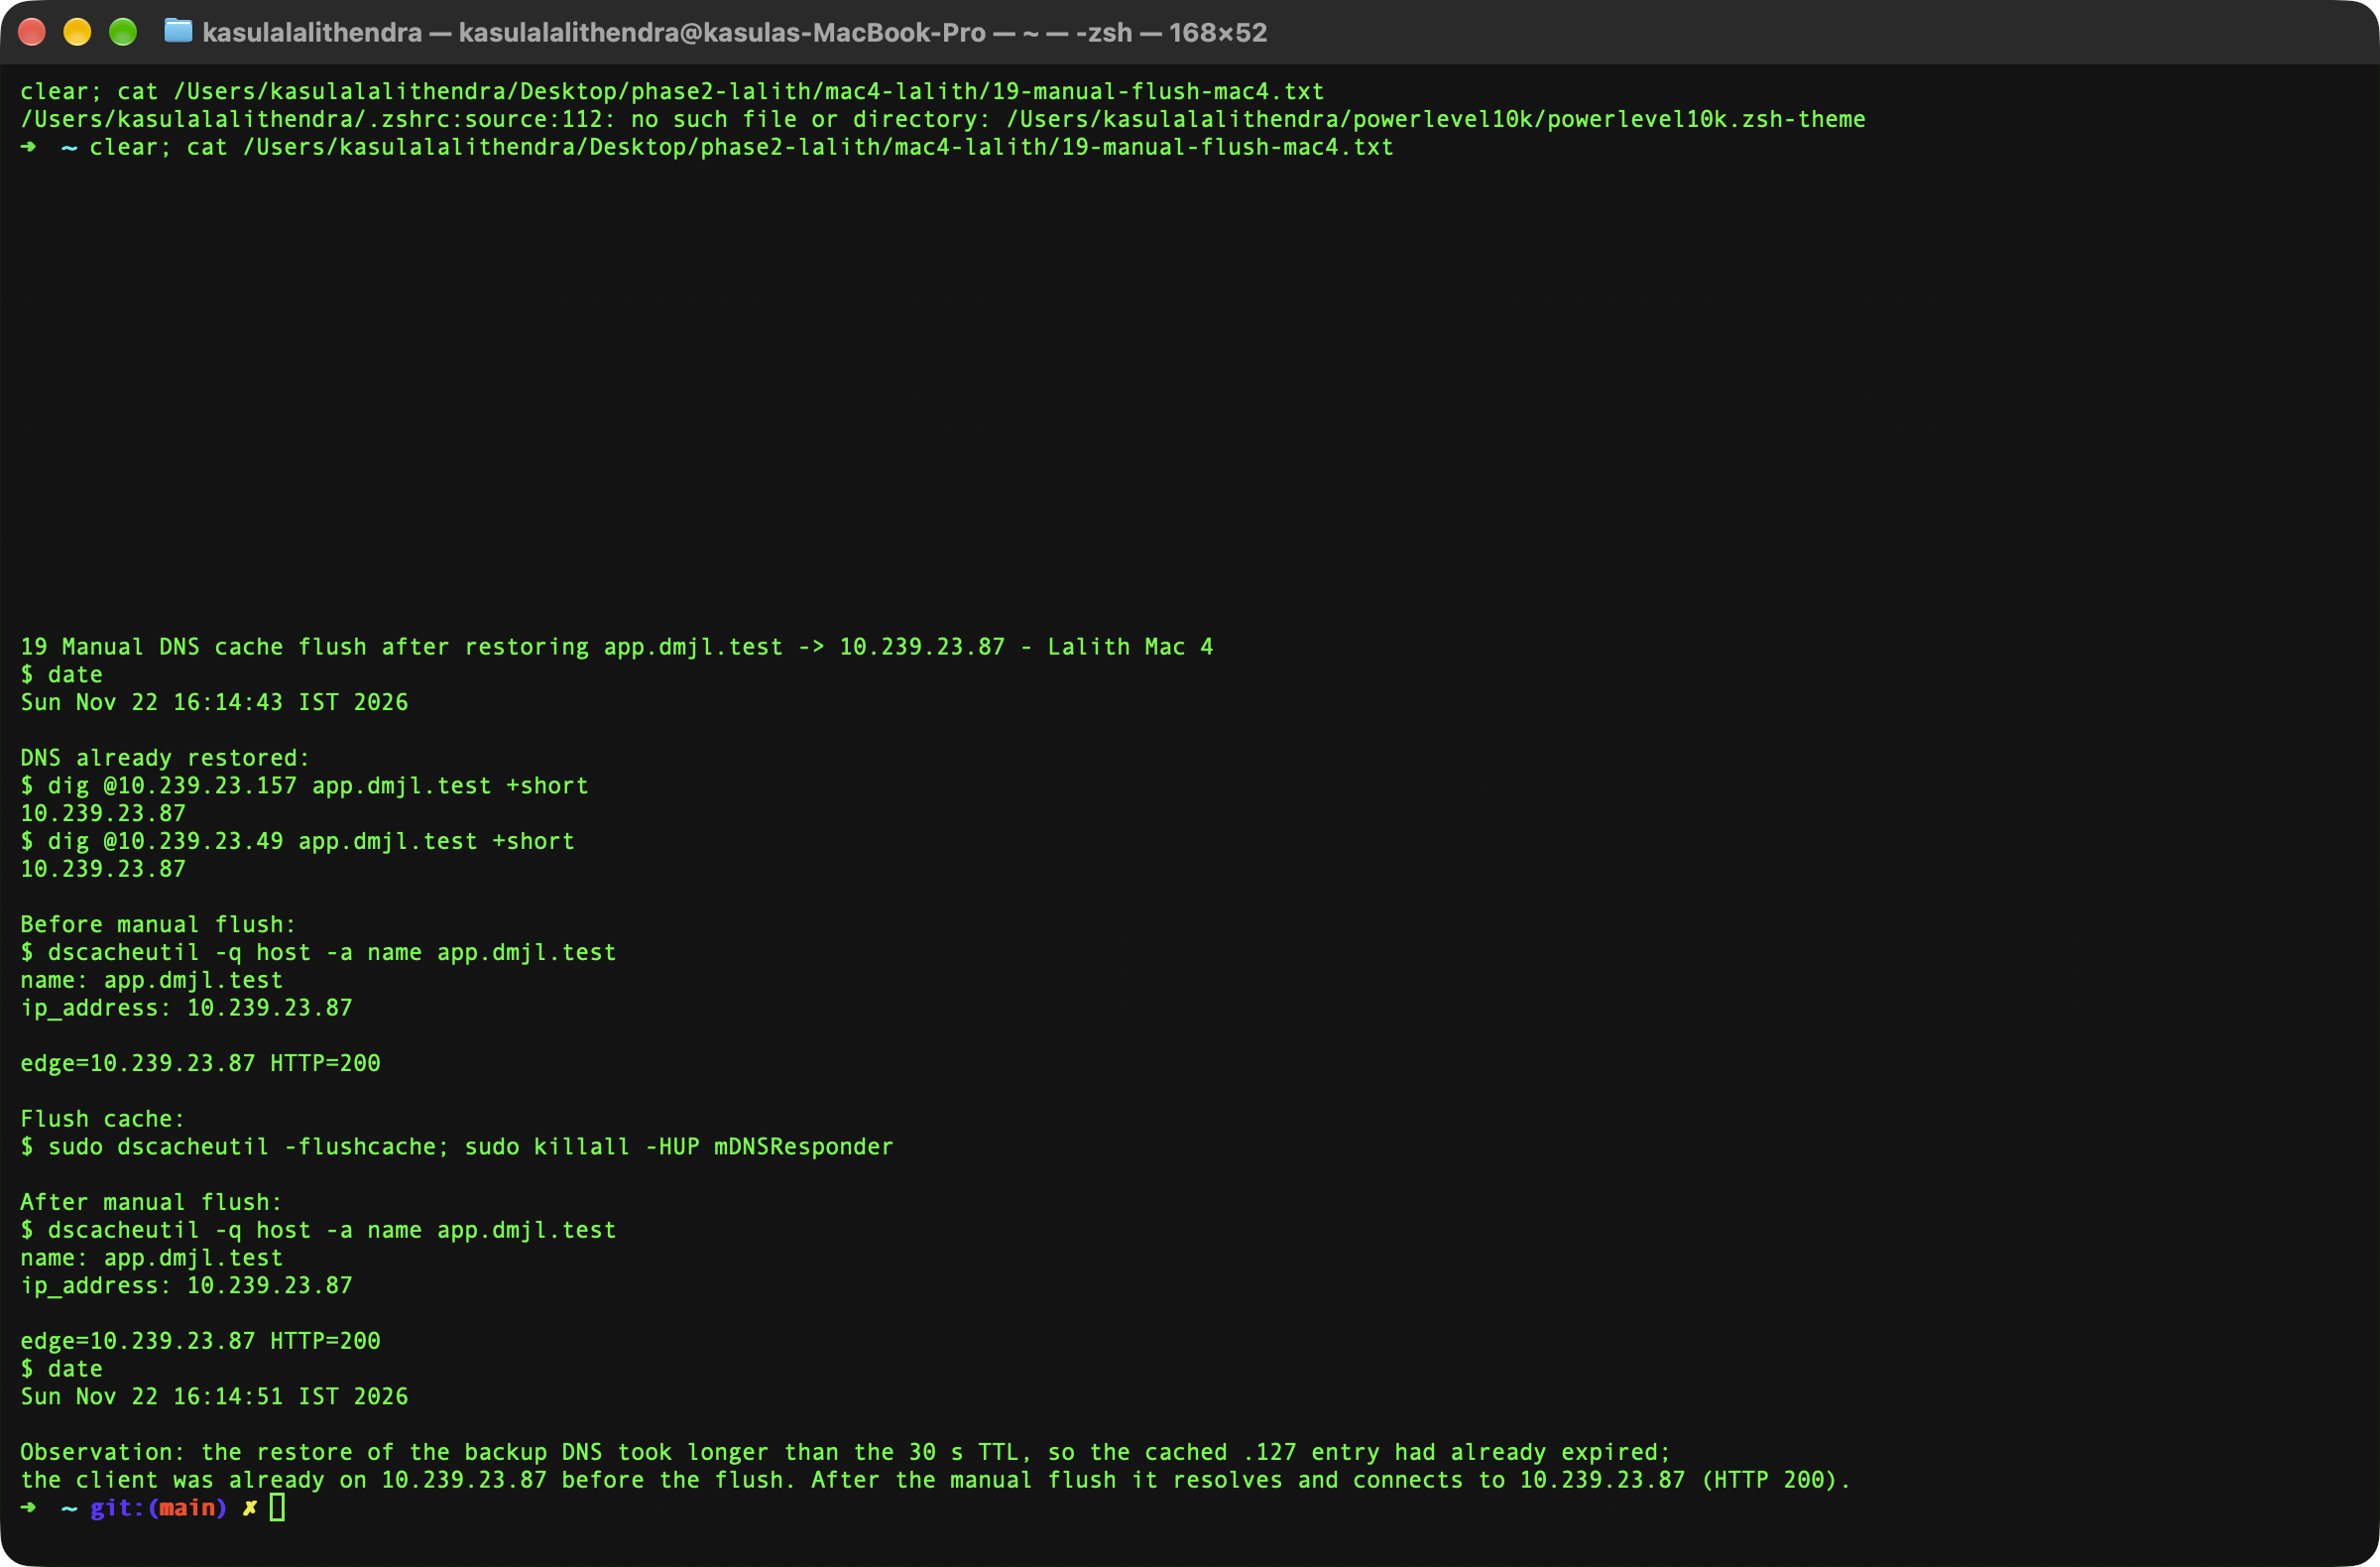 kasulalalithendra — kasulalalithendra@kasulas-MacBook-Pro — ~ — -zsh — 168×52
clear; cat /Users/kasulalalithendra/Desktop/phase2-lalith/mac4-lalith/19-manual-flush-mac4.txt
/Users/kasulalalithendra/.zshrc:source:112: no such file or directory: /Users/kasulalalithendra/powerlevel10k/powerlevel10k.zsh-theme
➜ ~ clear; cat /Users/kasulalalithendra/Desktop/phase2-lalith/mac4-lalith/19-manual-flush-mac4.txt
19 Manual DNS cache flush after restoring app.dmjl.test -> 10.239.23.87 - Lalith Mac 4
$ date
Sun Nov 22 16:14:43 IST 2026
DNS already restored:
$ dig @10.239.23.157 app.dmjl.test +short
10.239.23.87
$ dig @10.239.23.49 app.dmjl.test +short
10.239.23.87
Before manual flush:
$ dscacheutil -q host -a name app.dmjl.test
name: app.dmjl.test
ip_address: 10.239.23.87
edge=10.239.23.87 HTTP=200
Flush cache:
$ sudo dscacheutil -flushcache; sudo killall -HUP mDNSResponder
After manual flush:
$ dscacheutil -q host -a name app.dmjl.test
name: app.dmjl.test
ip_address: 10.239.23.87
edge=10.239.23.87 HTTP=200
$ date
Sun Nov 22 16:14:51 IST 2026
Observation: the restore of the backup DNS took longer than the 30 s TTL, so the cached .127 entry had already expired;
the client was already on 10.239.23.87 before the flush. After the manual flush it resolves and connects to 10.239.23.87 (HTTP 200).
➜ ~ git:(main) ✗